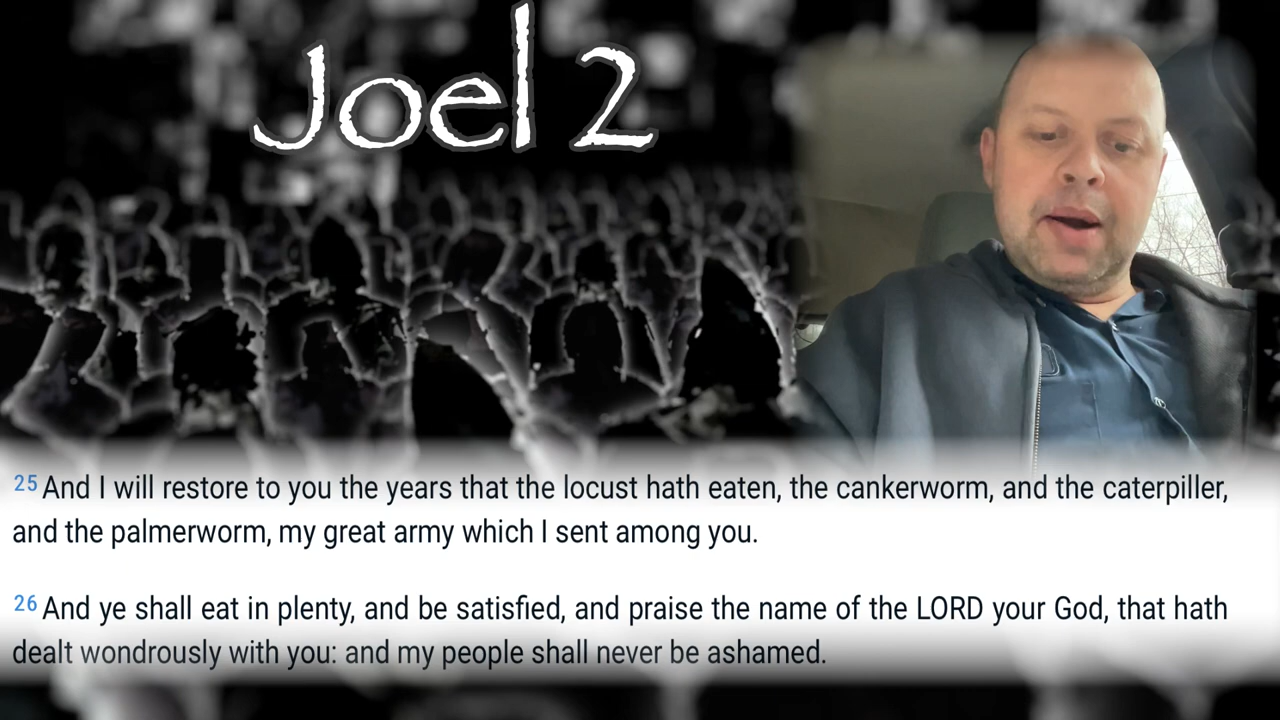 Joel 2
25 And I will restore to you the years that the locust hath eaten, the cankerworm, and the caterpiller,
and the palmerworm, my great army which I sent among you.
26 And ye shall eat in plenty, and be satisfied, and praise the name of the LORD your God, that hath
dealt wondrously with you: and my people shall never be ashamed.